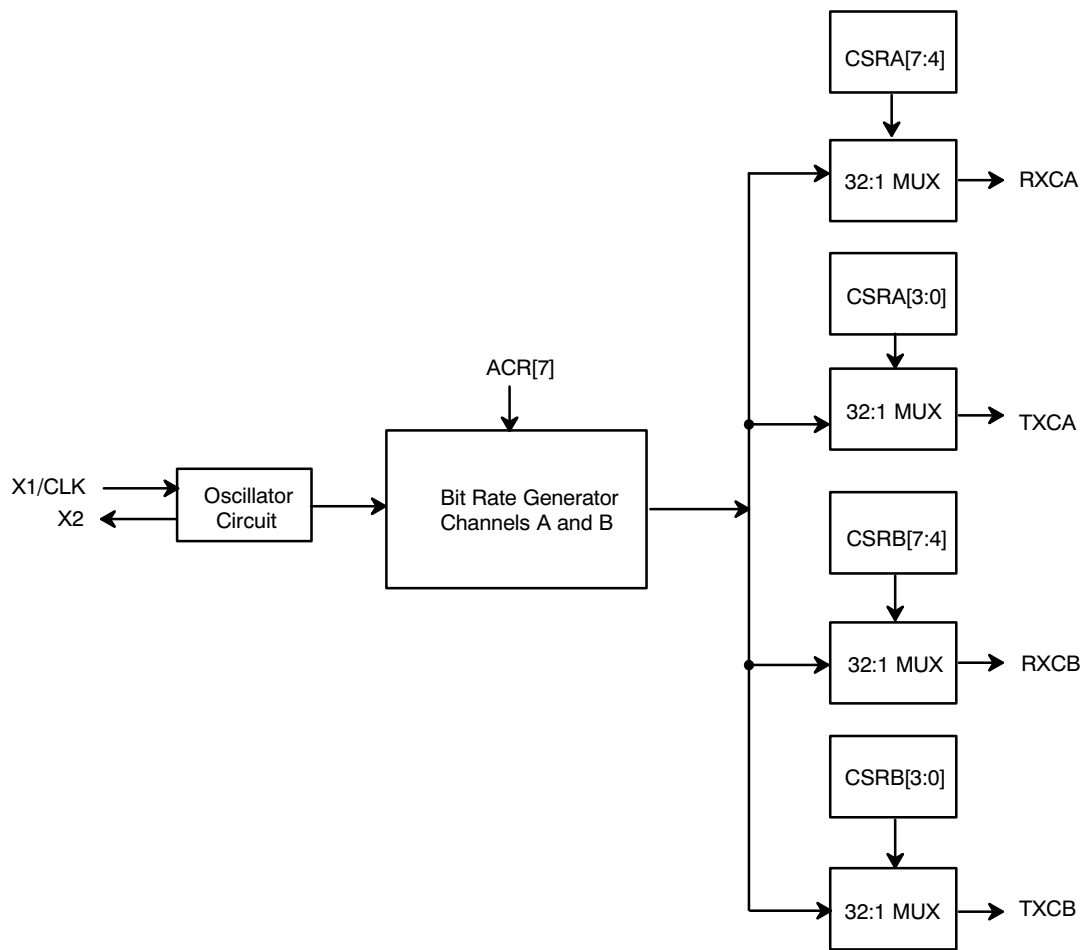 CSRA[7:4]
32:1 MUX
RXCA
CSRA[3:0]
32:1 MUX
TXCA
ACR[7]
X1/CLK
X2
Oscillator
Circuit
Bit Rate Generator
Channels A and B
CSRB[7:4]
32:1 MUX
RXCB
CSRB[3:0]
32:1 MUX
TXCB